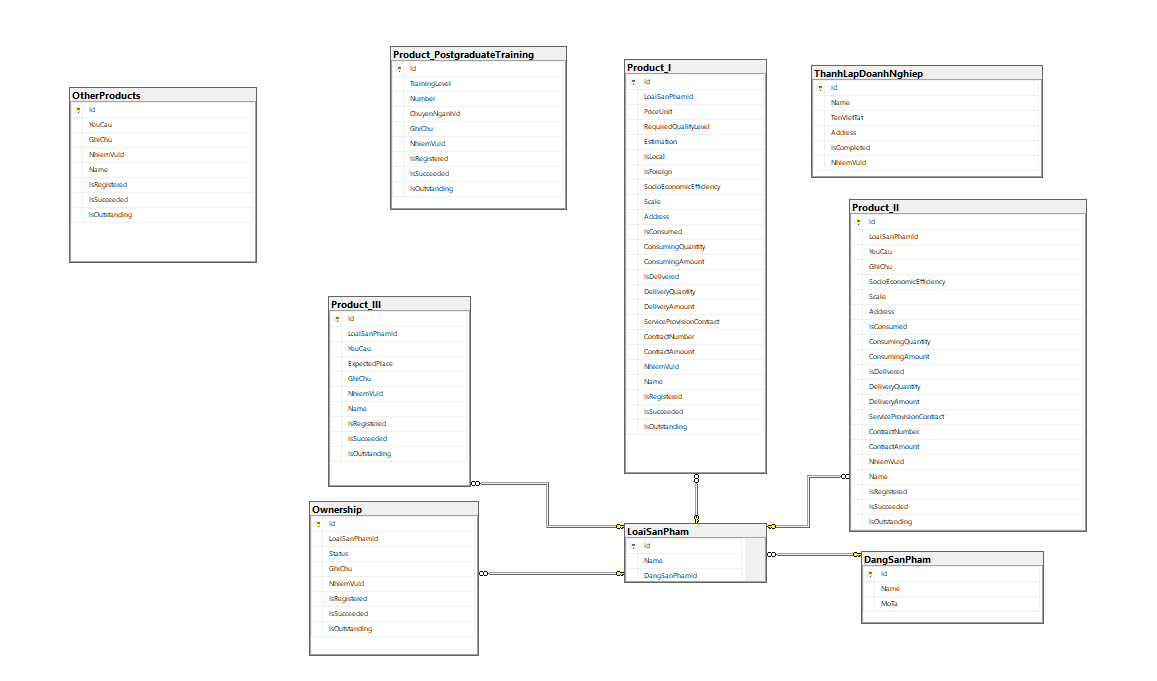 OtherProducts
Id
YeuCau
GhiChu
NhiemVuId
Name
IsRegistered
IsSucceeded
IsOutstanding
Product_PostgraduateTraining
Id
TrainingLevel
Number
ChuyenNganhId
GhiChu
NhiemVuId
IsRegistered
IsSucceeded
IsOutstanding
Product_I
Id
LoaiSanPhamId
PriceUnit
RequiredQualityLevel
Estimation
IsLocal
IsForeign
SocioEconomicEfficiency
Scale
Address
IsConsumed
ConsumingQuantity
ConsumingAmount
IsDelivered
DeliveryQuantity
DeliveryAmount
ServiceProvisionContract
ContractNumber
ContractAmount
NhiemVuId
Name
IsRegistered
IsSucceeded
IsOutstanding
ThanhLapDoanhNghiep
Id
Name
TenVietTat
Address
IsCompleted
NhiemVuId
Product_II
Id
LoaiSanPhamId
YeuCau
GhiChu
SocioEconomicEfficiency
Scale
Address
IsConsumed
ConsumingQuantity
ConsumingAmount
IsDelivered
DeliveryQuantity
DeliveryAmount
ServiceProvisionContract
ContractNumber
ContractAmount
NhiemVuId
Name
IsRegistered
IsSucceeded
IsOutstanding
Product_III
Id
LoaiSanPhamId
YeuCau
ExpectedPlace
GhiChu
NhiemVuId
Name
IsRegistered
IsSucceeded
IsOutstanding
Ownership
Id
LoaiSanPhamId
Status
GhiChu
NhiemVuId
IsRegistered
IsSucceeded
IsOutstanding
LoaiSanPham
Id
Name
DangSanPhamId
DangSanPham
Id
Name
MoTa